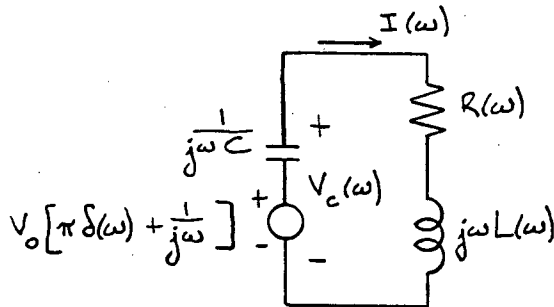 I(ω)
1/jωC
+
R(ω)
V_c(ω)
+
V_o[πδ(ω) + 1/jω]
-
-
jωL(ω)